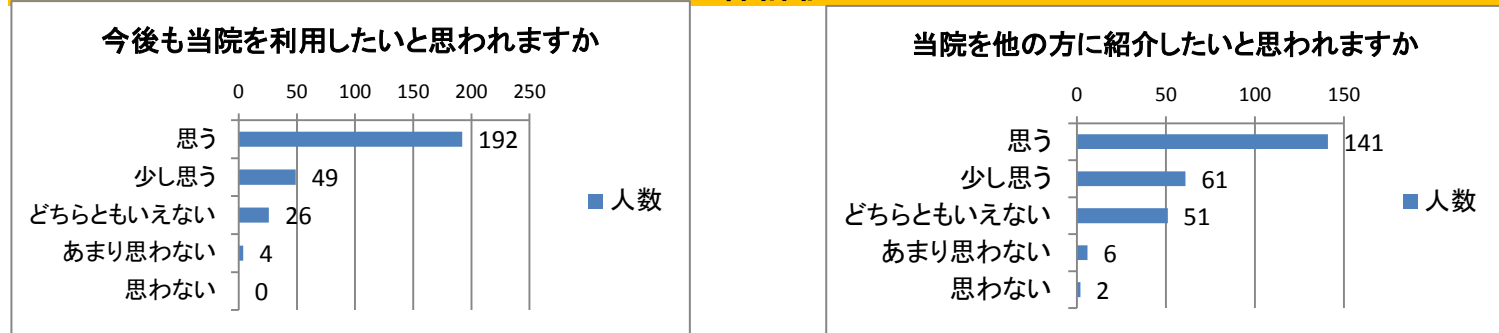 今後も当院を利用したいと思われますか
0 50 100 150 200 250
思う 192
少し思う 49
どちらともいえない 26
あまり思わない 4
思わない 0
人数
当院を他の方に紹介したいと思われますか
0 50 100 150
思う 141
少し思う 61
どちらともいえない 51
あまり思わない 6
思わない 2
人数